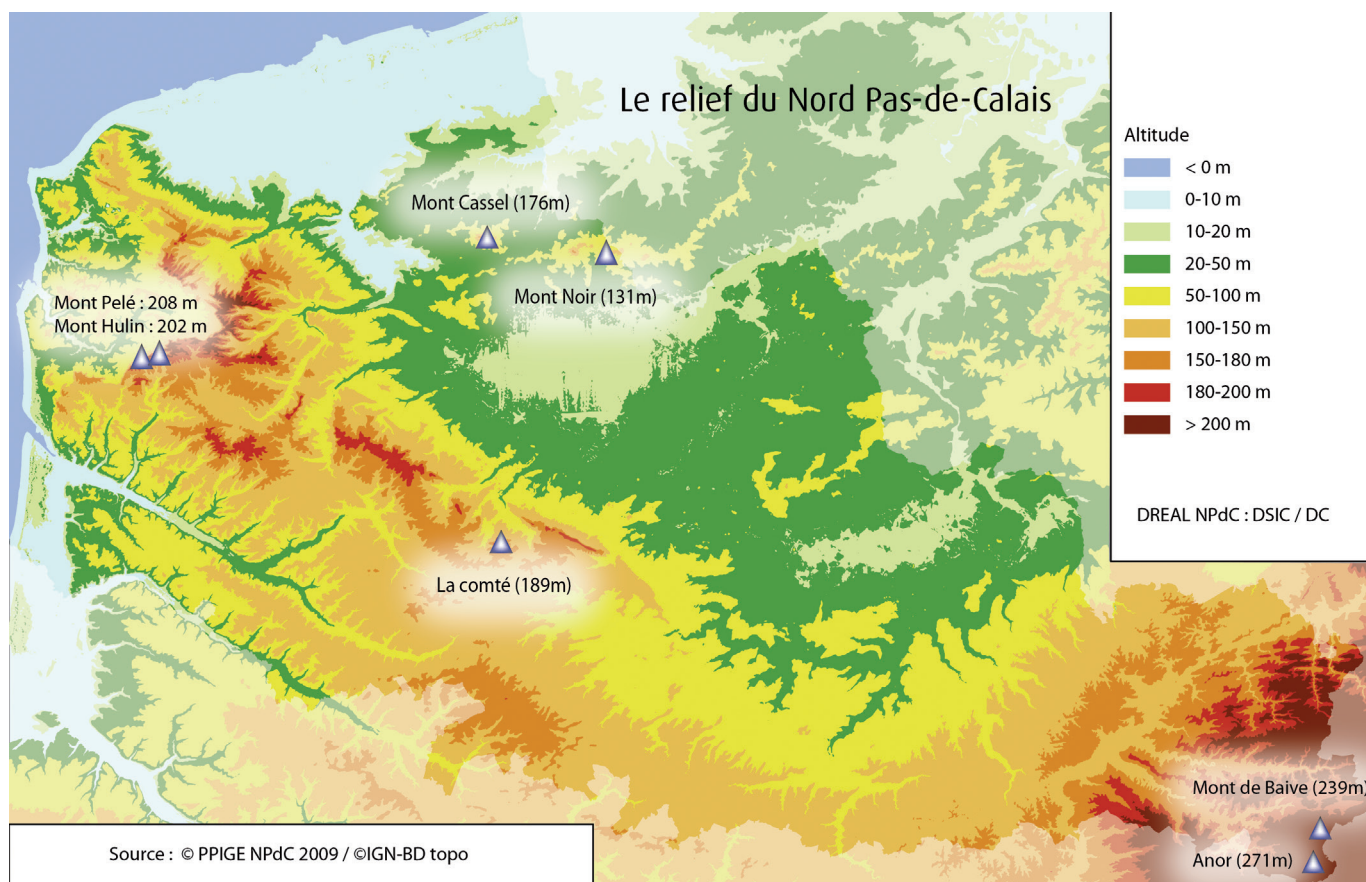 Le relief du Nord Pas-de-Calais
Altitude
< 0 m
0-10 m
10-20 m
20-50 m
50-100 m
100-150 m
150-180 m
180-200 m
> 200 m
DREAL NPdC : DSIC / DC
Mont Cassel (176m)
Mont Noir (131m)
Mont Pelé : 208 m
Mont Hulin : 202 m
La comté (189m)
Mont de Baive (239m)
Anor (271m)
Source : © PPIGE NPdC 2009 / ©IGN-BD topo